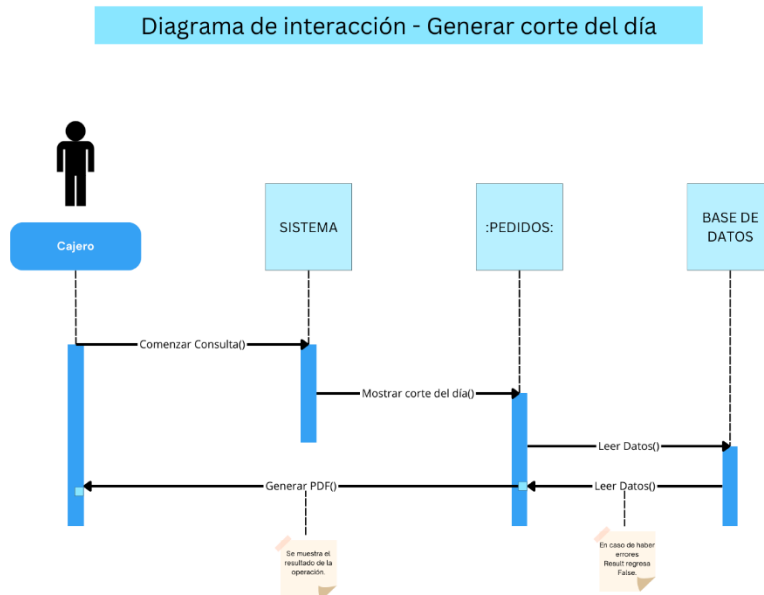 Diagrama de interacción - Generar corte del día
Cajero
SISTEMA
:PEDIDOS:
BASE DE
DATOS
Comenzar Consulta()
Mostrar corte del día()
Leer Datos()
Generar PDF()
Leer Datos()
Se muestra el
resultado de la
operación.
En caso de haber
errores
Result regresa
False.